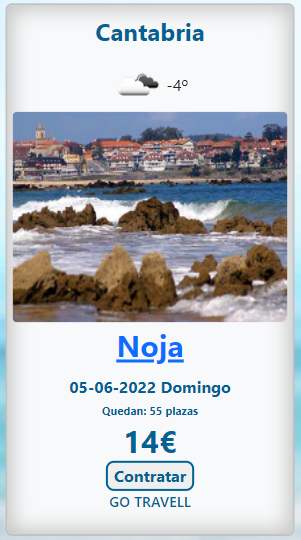 Cantabria
-4º
Noja
05-06-2022 Domingo
Quedan: 55 plazas
14€
Contratar
GO TRAVELL